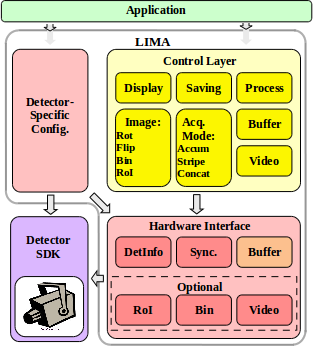 Application
LIMA
Detector-
Specific
Config.
Control Layer
Display
Saving
Process
Image:
Rot
Flip
Bin
RoI
Acq.
Mode:
Accum
Stripe
Concat
Buffer
Video
Detector
SDK
Hardware Interface
DetInfo
Sync.
Buffer
Optional
RoI
Bin
Video